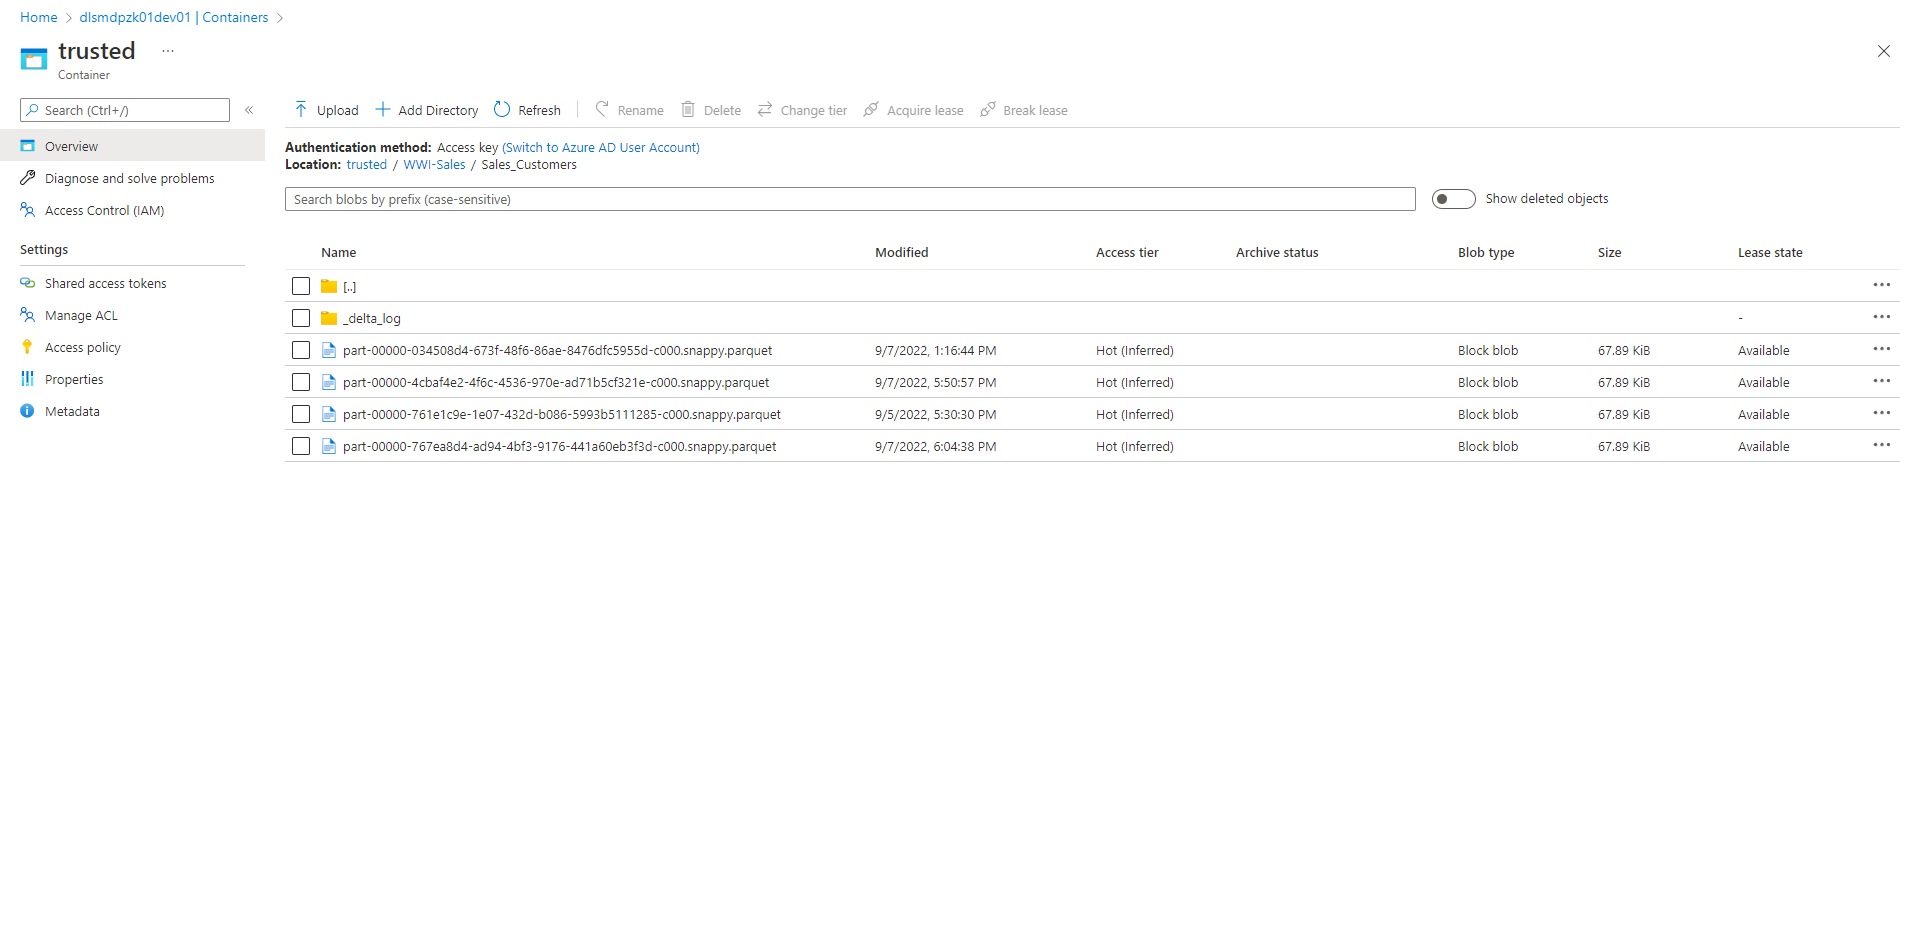 Home > dlsmdpzk01dev01 | Containers >
trusted ...
Container
Search (Ctrl+/) «
Overview
Diagnose and solve problems
Access Control (IAM)
Settings
Shared access tokens
Manage ACL
Access policy
Properties
Metadata
Upload Add Directory Refresh Rename Delete Change tier Acquire lease Break lease
Authentication method: Access key (Switch to Azure AD User Account)
Location: trusted / WWI-Sales / Sales_Customers
Search blobs by prefix (case-sensitive) Show deleted objects
Name Modified Access tier Archive status Blob type Size Lease state
[..] ...
_delta_log - ...
part-00000-034508d4-673f-48f6-86ae-8476dfc5955d-c000.snappy.parquet 9/7/2022, 1:16:44 PM Hot (Inferred) Block blob 67.89 KiB Available ...
part-00000-4cbaf4e2-4f6c-4536-970e-ad71b5cf321e-c000.snappy.parquet 9/7/2022, 5:50:57 PM Hot (Inferred) Block blob 67.89 KiB Available ...
part-00000-761e1c9e-1e07-432d-b086-5993b5111285-c000.snappy.parquet 9/5/2022, 5:30:30 PM Hot (Inferred) Block blob 67.89 KiB Available ...
part-00000-767ea8d4-ad94-4bf3-9176-441a60eb3f3d-c000.snappy.parquet 9/7/2022, 6:04:38 PM Hot (Inferred) Block blob 67.89 KiB Available ...